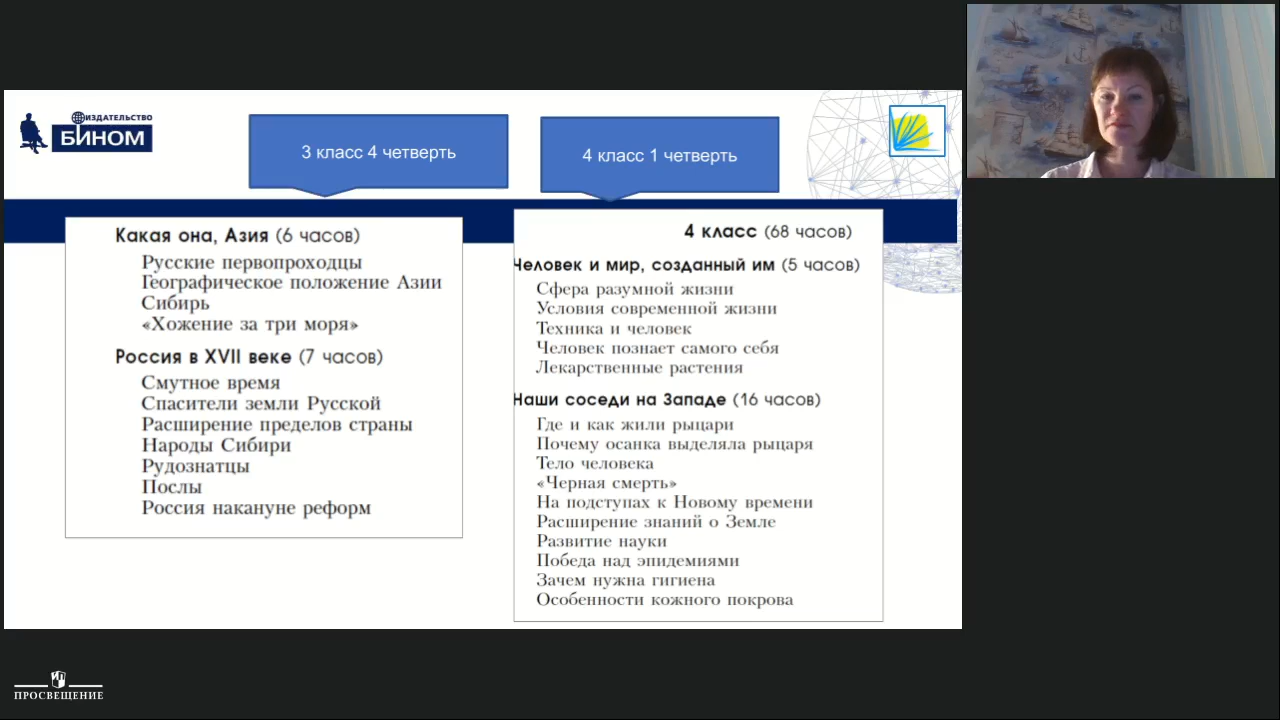 ИЗДАТЕЛЬСТВО
БИНОМ
3 класс 4 четверть
4 класс 1 четверть
Какая она, Азия (6 часов)
Русские первопроходцы
Географическое положение Азии
Сибирь
«Хожение за три моря»
Россия в XVII веке (7 часов)
Смутное время
Спасители земли Русской
Расширение пределов страны
Народы Сибири
Рудознатцы
Послы
Россия накануне реформ
4 класс (68 часов)
Человек и мир, созданный им (5 часов)
Сфера разумной жизни
Условия современной жизни
Техника и человек
Человек познает самого себя
Лекарственные растения
Наши соседи на Западе (16 часов)
Где и как жили рыцари
Почему осанка выделяла рыцаря
Тело человека
«Черная смерть»
На подступах к Новому времени
Расширение знаний о Земле
Развитие науки
Победа над эпидемиями
Зачем нужна гигиена
Особенности кожного покрова
ПРОСВЕЩЕНИЕ